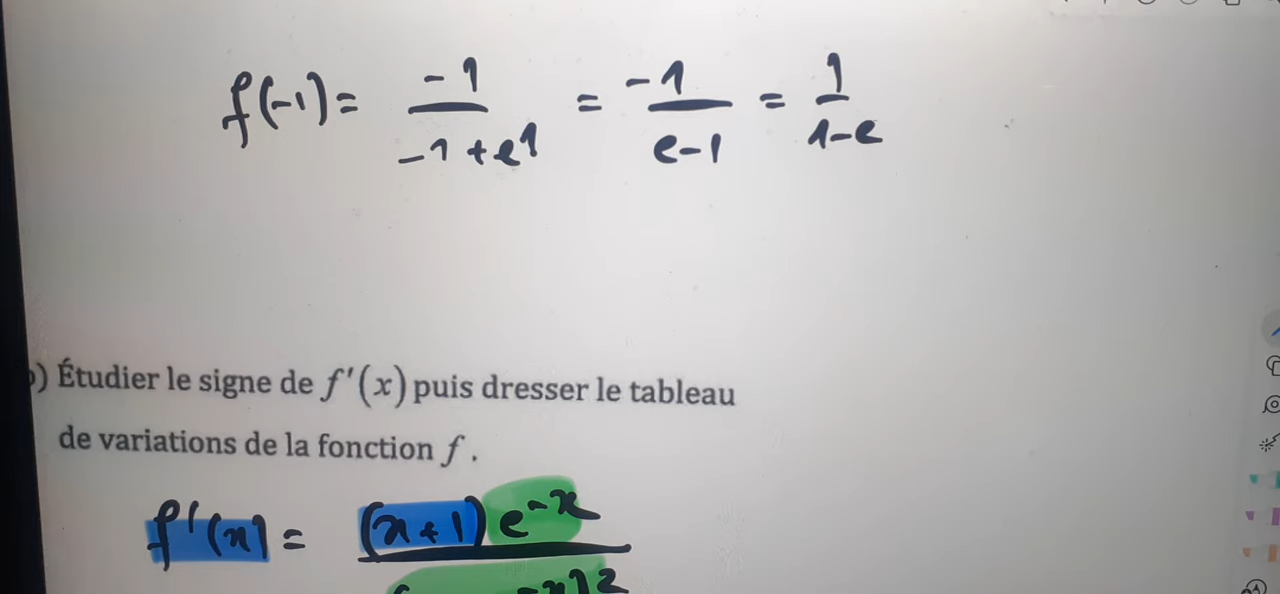 f(-1) = -1 / -1 + e^1 = -1 / e-1 = 1 / 1-e
) Étudier le signe de f'(x) puis dresser le tableau
de variations de la fonction f.
f'(x) = (x+1) e^-x